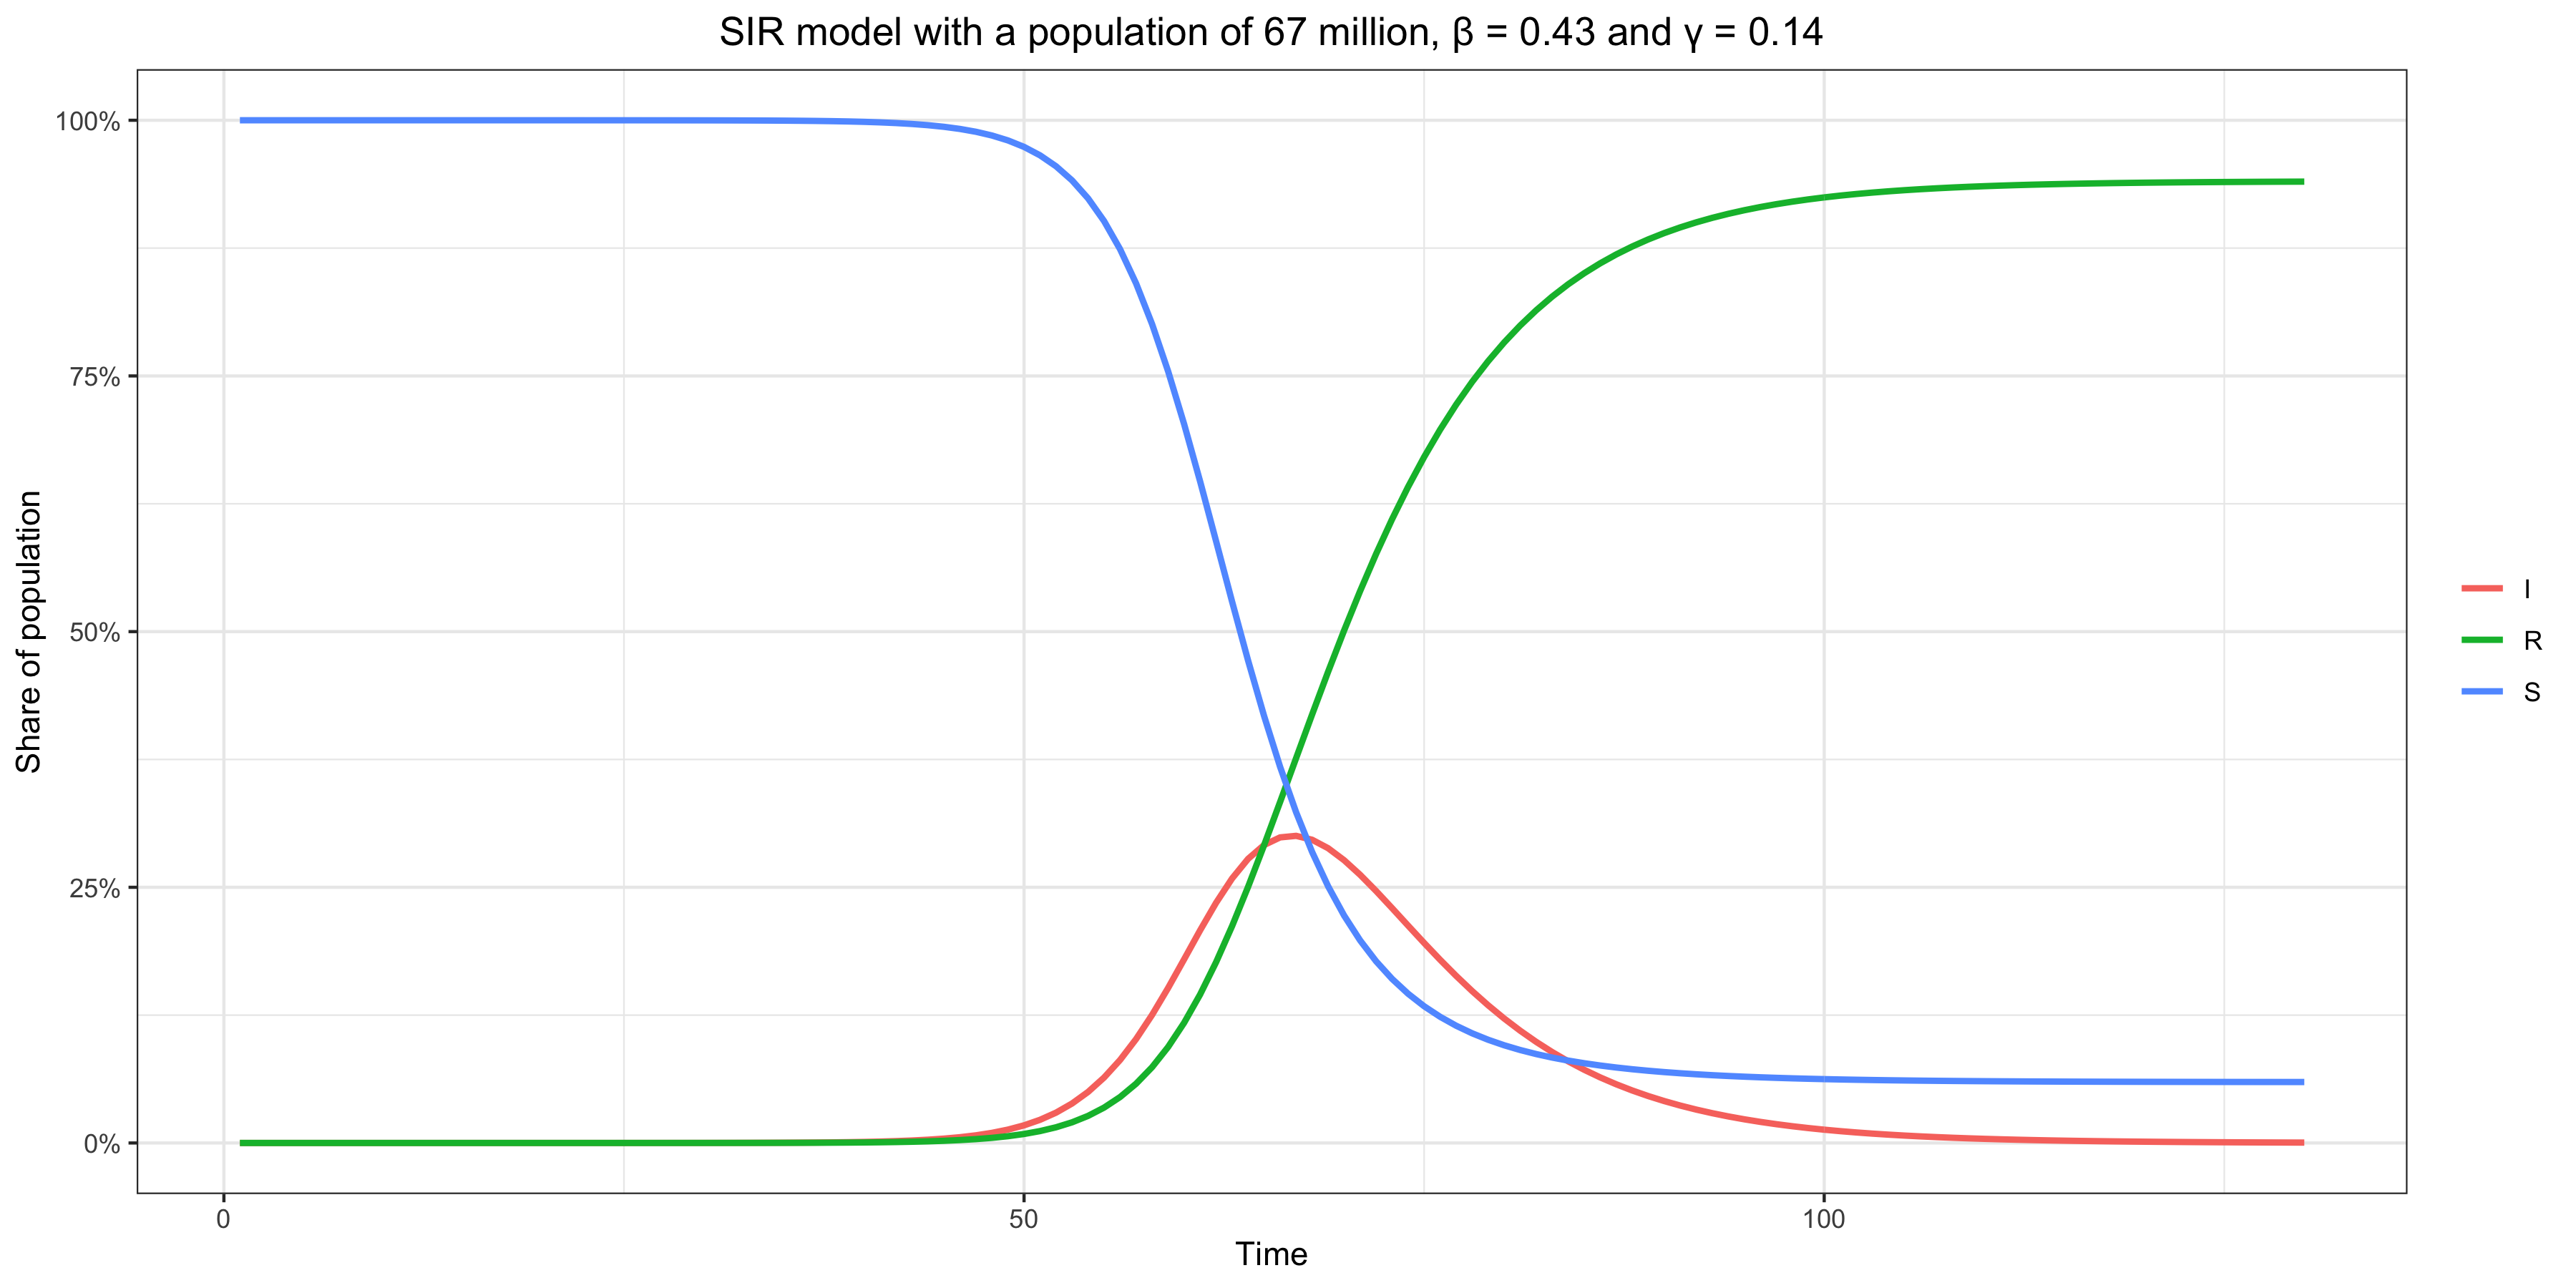 SIR model with a population of 67 million, β = 0.43 and γ = 0.14
100%
75%
50%
25%
0%
Share of population
0 50 100
Time
I
R
S